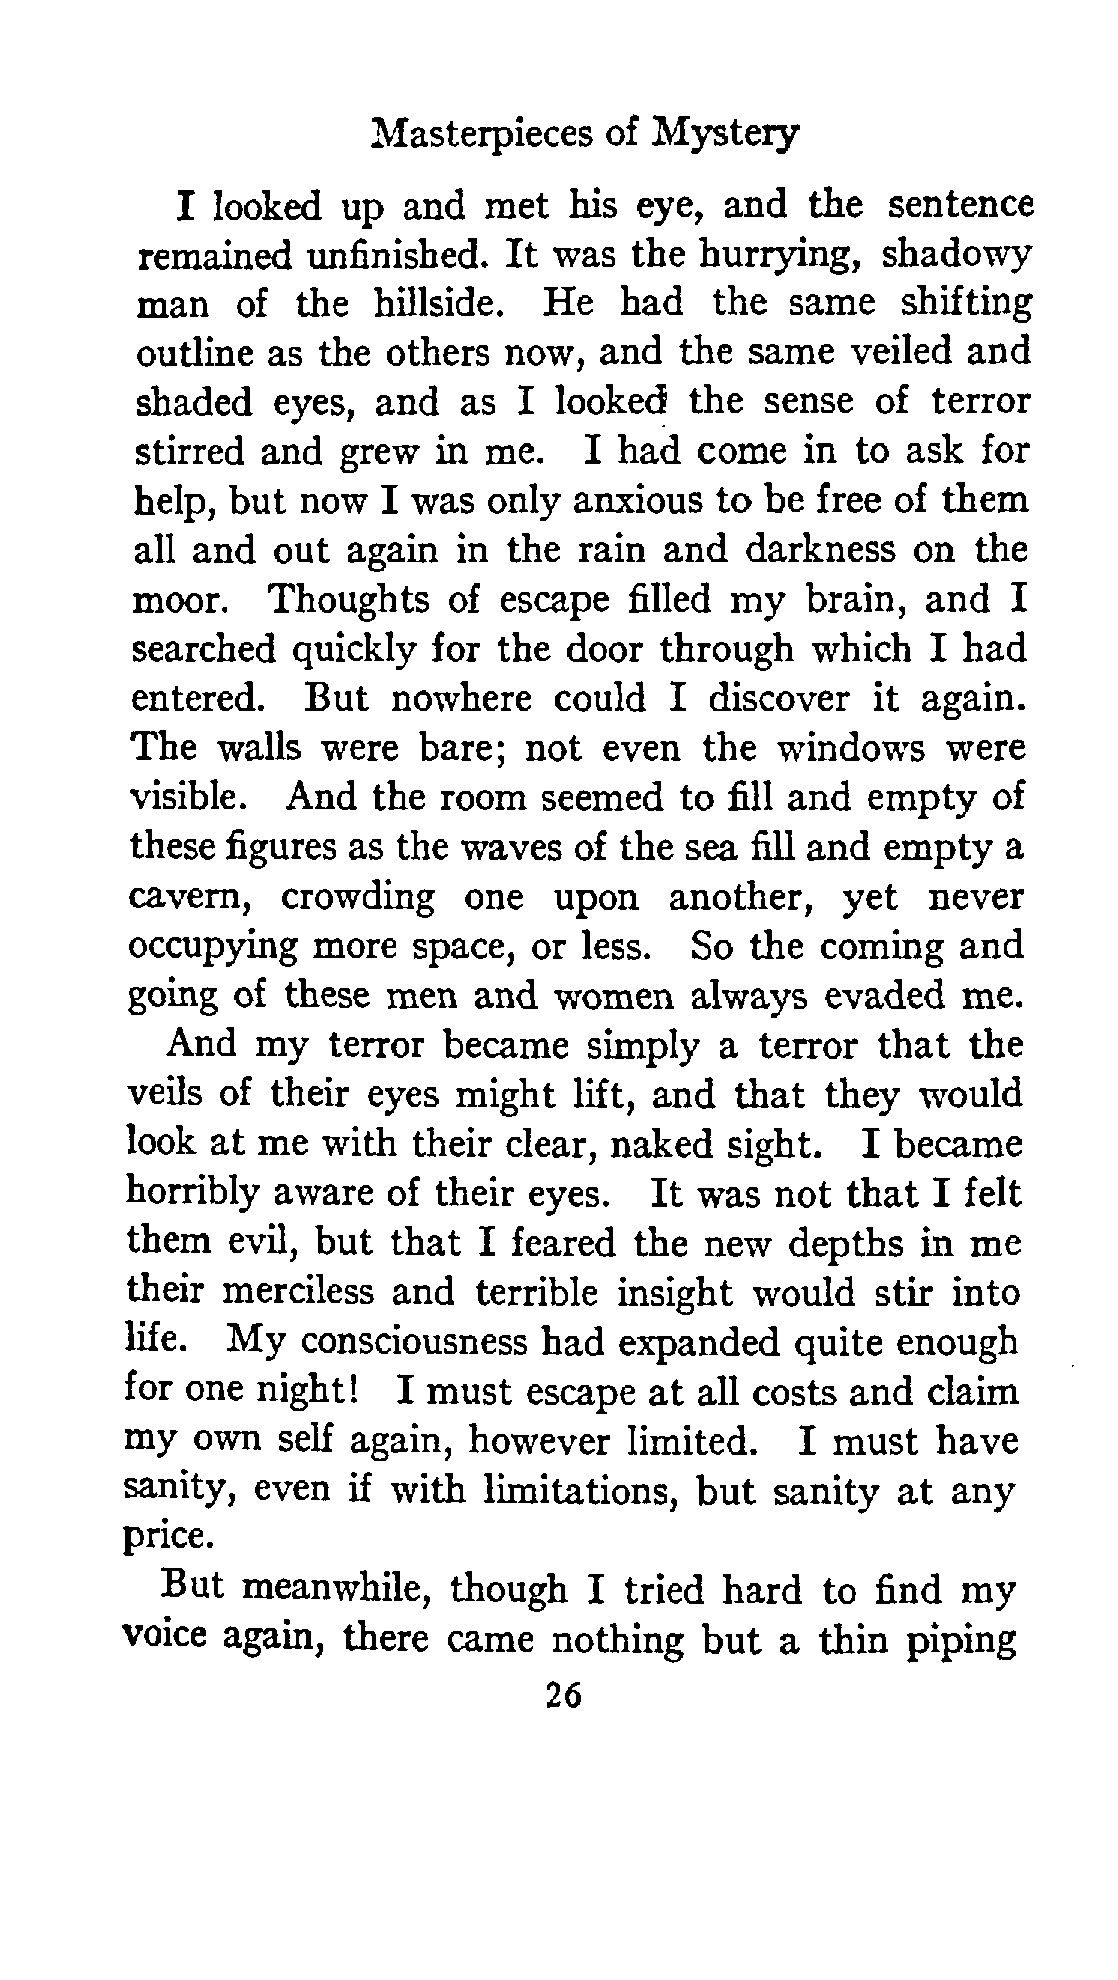 Masterpieces of Mystery
I looked up and met his eye, and the sentence
remained unfinished. It was the hurrying, shadowy
man of the hillside. He had the same shifting
outline as the others now, and the same veiled and
shaded eyes, and as I looked the sense of terror
stirred and grew in me. I had come in to ask for
help, but now I was only anxious to be free of them
all and out again in the rain and darkness on the
moor. Thoughts of escape filled my brain, and I
searched quickly for the door through which I had
entered. But nowhere could I discover it again.
The walls were bare; not even the windows were
visible. And the room seemed to fill and empty of
these figures as the waves of the sea fill and empty a
cavern, crowding one upon another, yet never
occupying more space, or less. So the coming and
going of these men and women always evaded me.
And my terror became simply a terror that the
veils of their eyes might lift, and that they would
look at me with their clear, naked sight. I became
horribly aware of their eyes. It was not that I felt
them evil, but that I feared the new depths in me
their merciless and terrible insight would stir into
life. My consciousness had expanded quite enough
for one night! I must escape at all costs and claim
my own self again, however limited. I must have
sanity, even if with limitations, but sanity at any
price.
But meanwhile, though I tried hard to find my
voice again, there came nothing but a thin piping
26